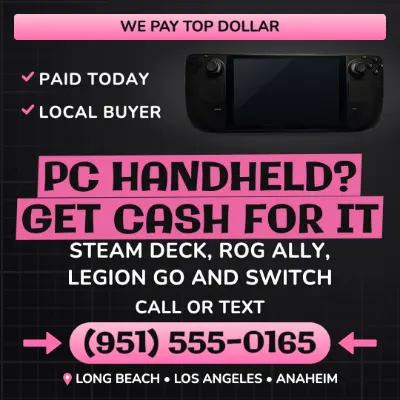 WE PAY TOP DOLLAR
PAID TODAY
LOCAL BUYER
PC HANDHELD?
GET CASH FOR IT
STEAM DECK, ROG ALLY,
LEGION GO AND SWITCH
CALL OR TEXT
(951) 555-0165
LONG BEACH • LOS ANGELES • ANAHEIM